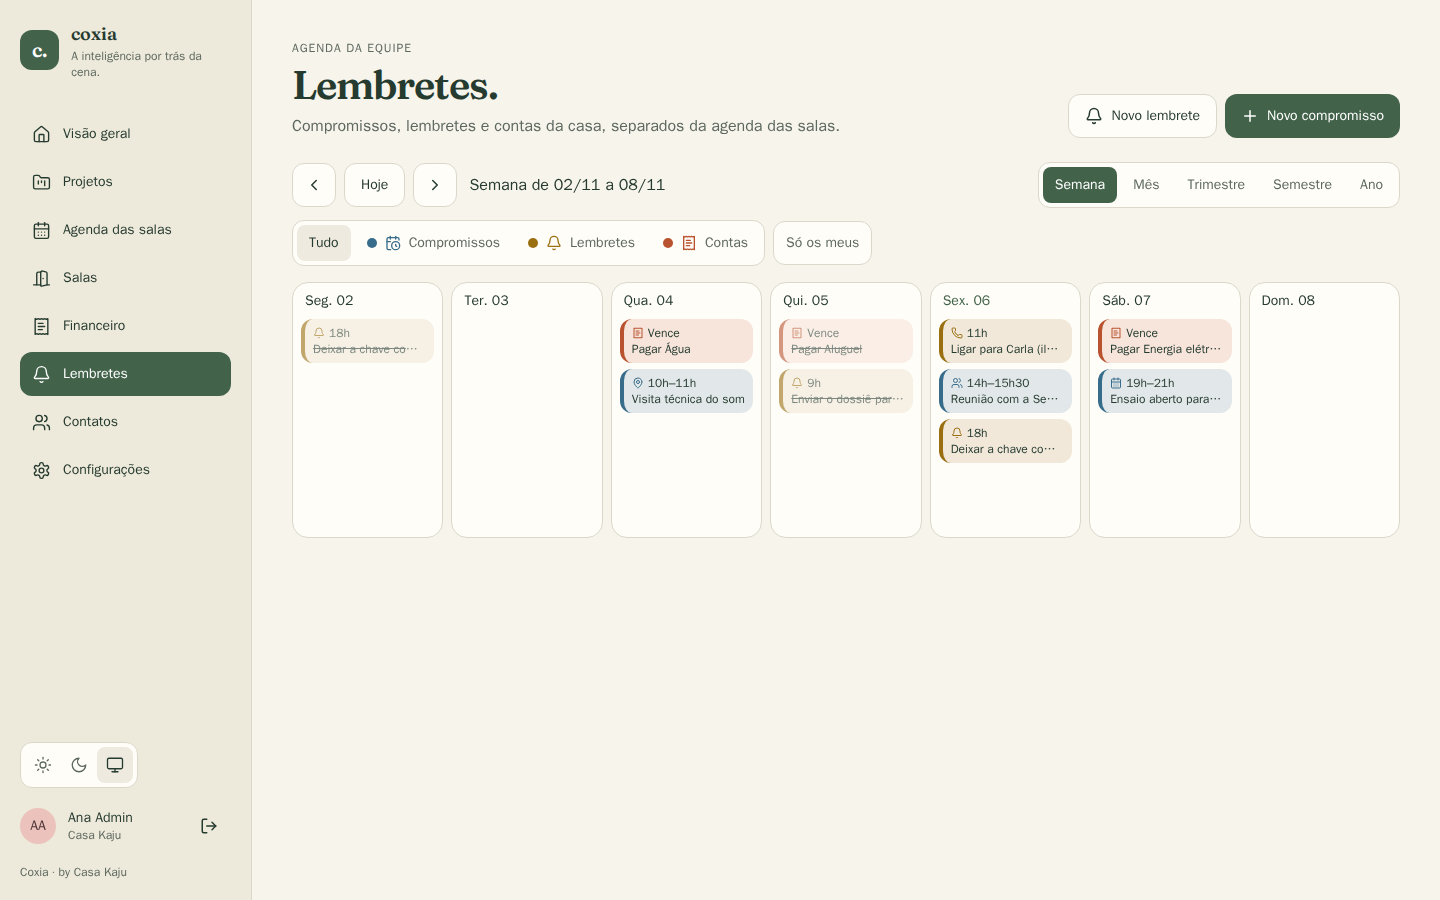 c.
coxia
A inteligência por trás da
cena.
Visão geral
Projetos
Agenda das salas
Salas
Financeiro
Lembretes
Contatos
Configurações
AA
Ana Admin
Casa Kaju
Coxia · by Casa Kaju
AGENDA DA EQUIPE
Lembretes.
Compromissos, lembretes e contas da casa, separados da agenda das salas.
Novo lembrete
Novo compromisso
Hoje
Semana de 02/11 a 08/11
Semana
Mês
Trimestre
Semestre
Ano
Tudo
Compromissos
Lembretes
Contas
Só os meus
Seg. 02
18h
Deixar a chave co…
Ter. 03
Qua. 04
Vence
Pagar Água
10h–11h
Visita técnica do som
Qui. 05
Vence
Pagar Aluguel
9h
Enviar o dossiê par…
Sex. 06
11h
Ligar para Carla (il…
14h–15h30
Reunião com a Se…
18h
Deixar a chave co…
Sáb. 07
Vence
Pagar Energia elétr…
19h–21h
Ensaio aberto para…
Dom. 08